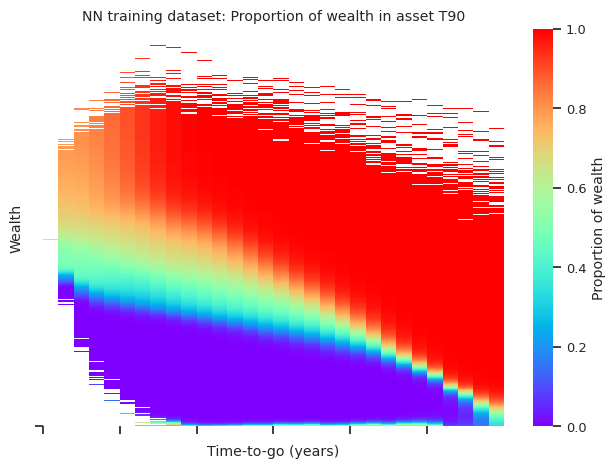 NN training dataset: Proportion of wealth in asset T90
Wealth
Time-to-go (years)
1.0
0.8
0.6
0.4
0.2
0.0
Proportion of wealth